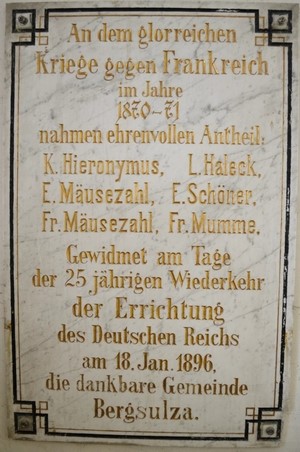 An dem glorreichen
Kriege gegen Frankreich
im Jahre
1870-71
nahmen ehrenvollen Antheil:
K. Hieronymus, L. Haleck,
E. Mäusezahl, E. Schöner,
Fr. Mäusezahl, Fr. Mumme.
Gewidmet am Tage
der 25 jährigen Wiederkehr
der Errichtung
des Deutschen Reichs
am 18. Jan. 1896.
die dankbare Gemeinde
Bergsulza.